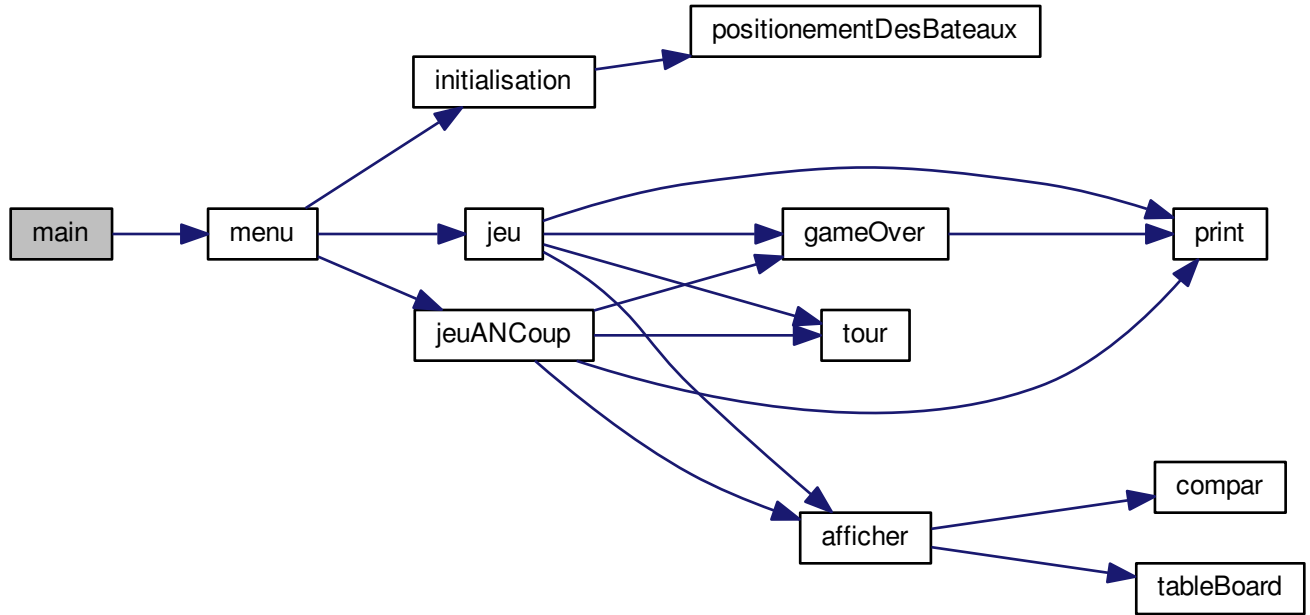 positionementDesBateaux
initialisation
main
menu
jeu
gameOver
print
jeuANCoup
tour
compar
afficher
tableBoard